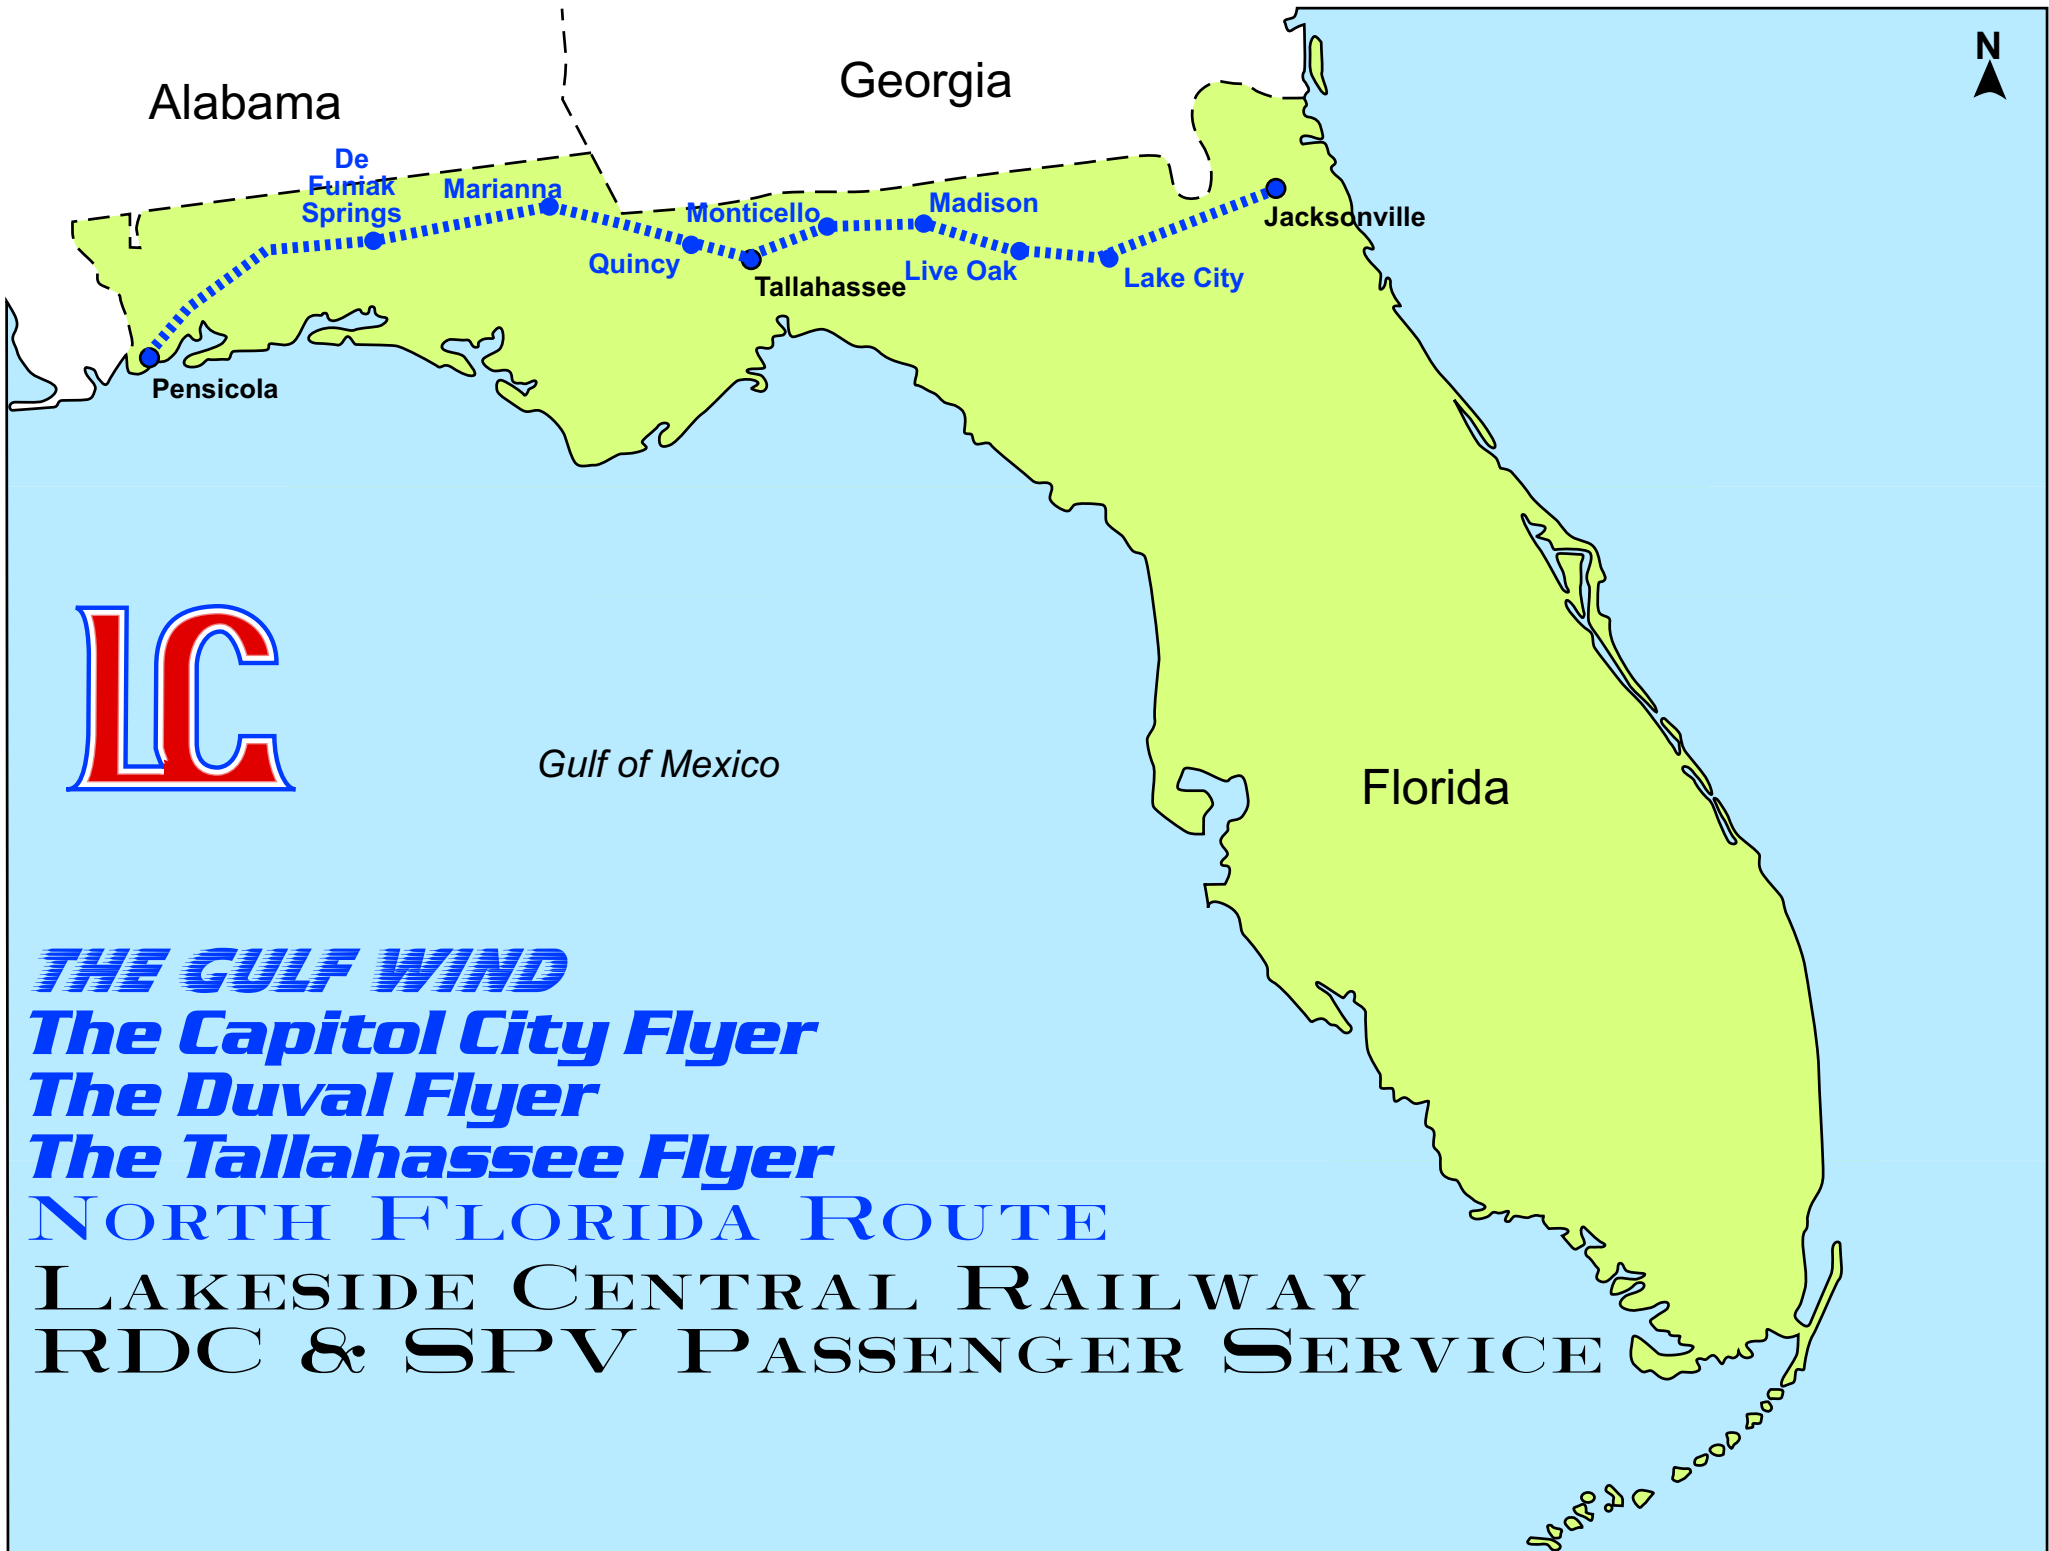 N
Georgia
Alabama
De
Funiak
Springs
Marianna
Monticello
Madison
Jacksonville
Quincy
Tallahassee
Live Oak
Lake City
Pensicola
LC
Gulf of Mexico
Florida
THE GULF WIND
The Capitol City Flyer
The Duval Flyer
The Tallahassee Flyer
NORTH FLORIDA ROUTE
LAKESIDE CENTRAL RAILWAY
RDC & SPV PASSENGER SERVICE